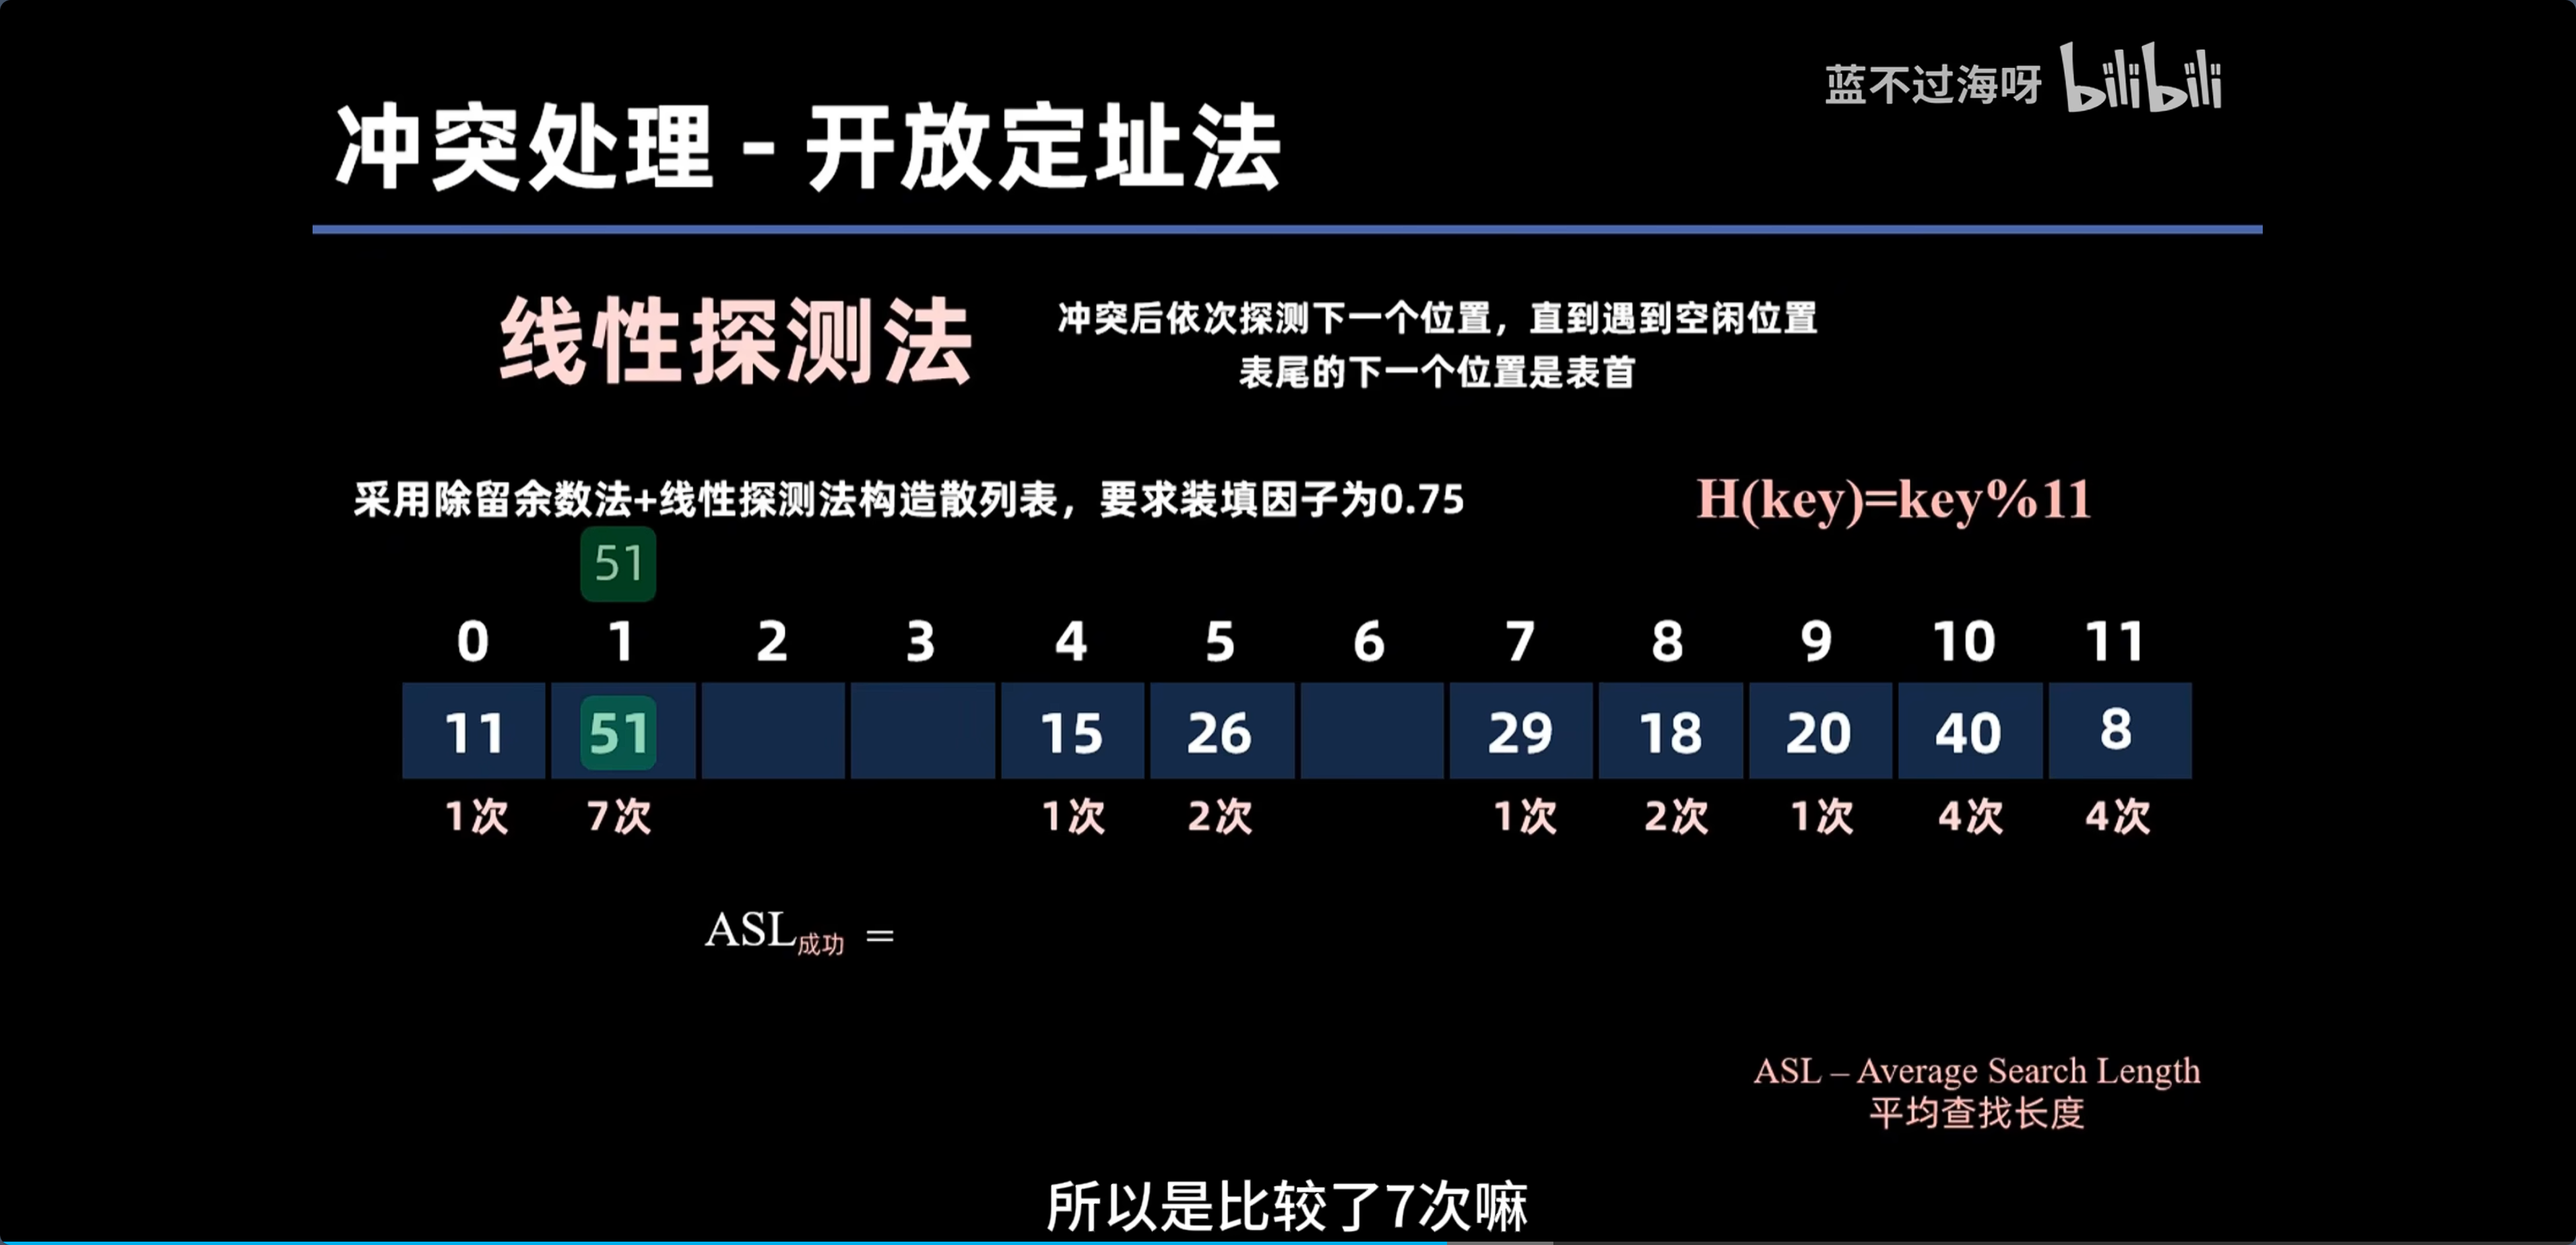 蓝不过海呀 bilibili
冲突处理 - 开放定址法
线性探测法
冲突后依次探测下一个位置，直到遇到空闲位置
表尾的下一个位置是表首
采用除留余数法+线性探测法构造散列表，要求装填因子为0.75
H(key)=key%11
51
0 1 2 3 4 5 6 7 8 9 10 11
11 51 15 26 29 18 20 40 8
1次 7次 1次 2次 1次 2次 1次 4次 4次
ASL成功 =
ASL – Average Search Length
平均查找长度
所以是比较了7次嘛